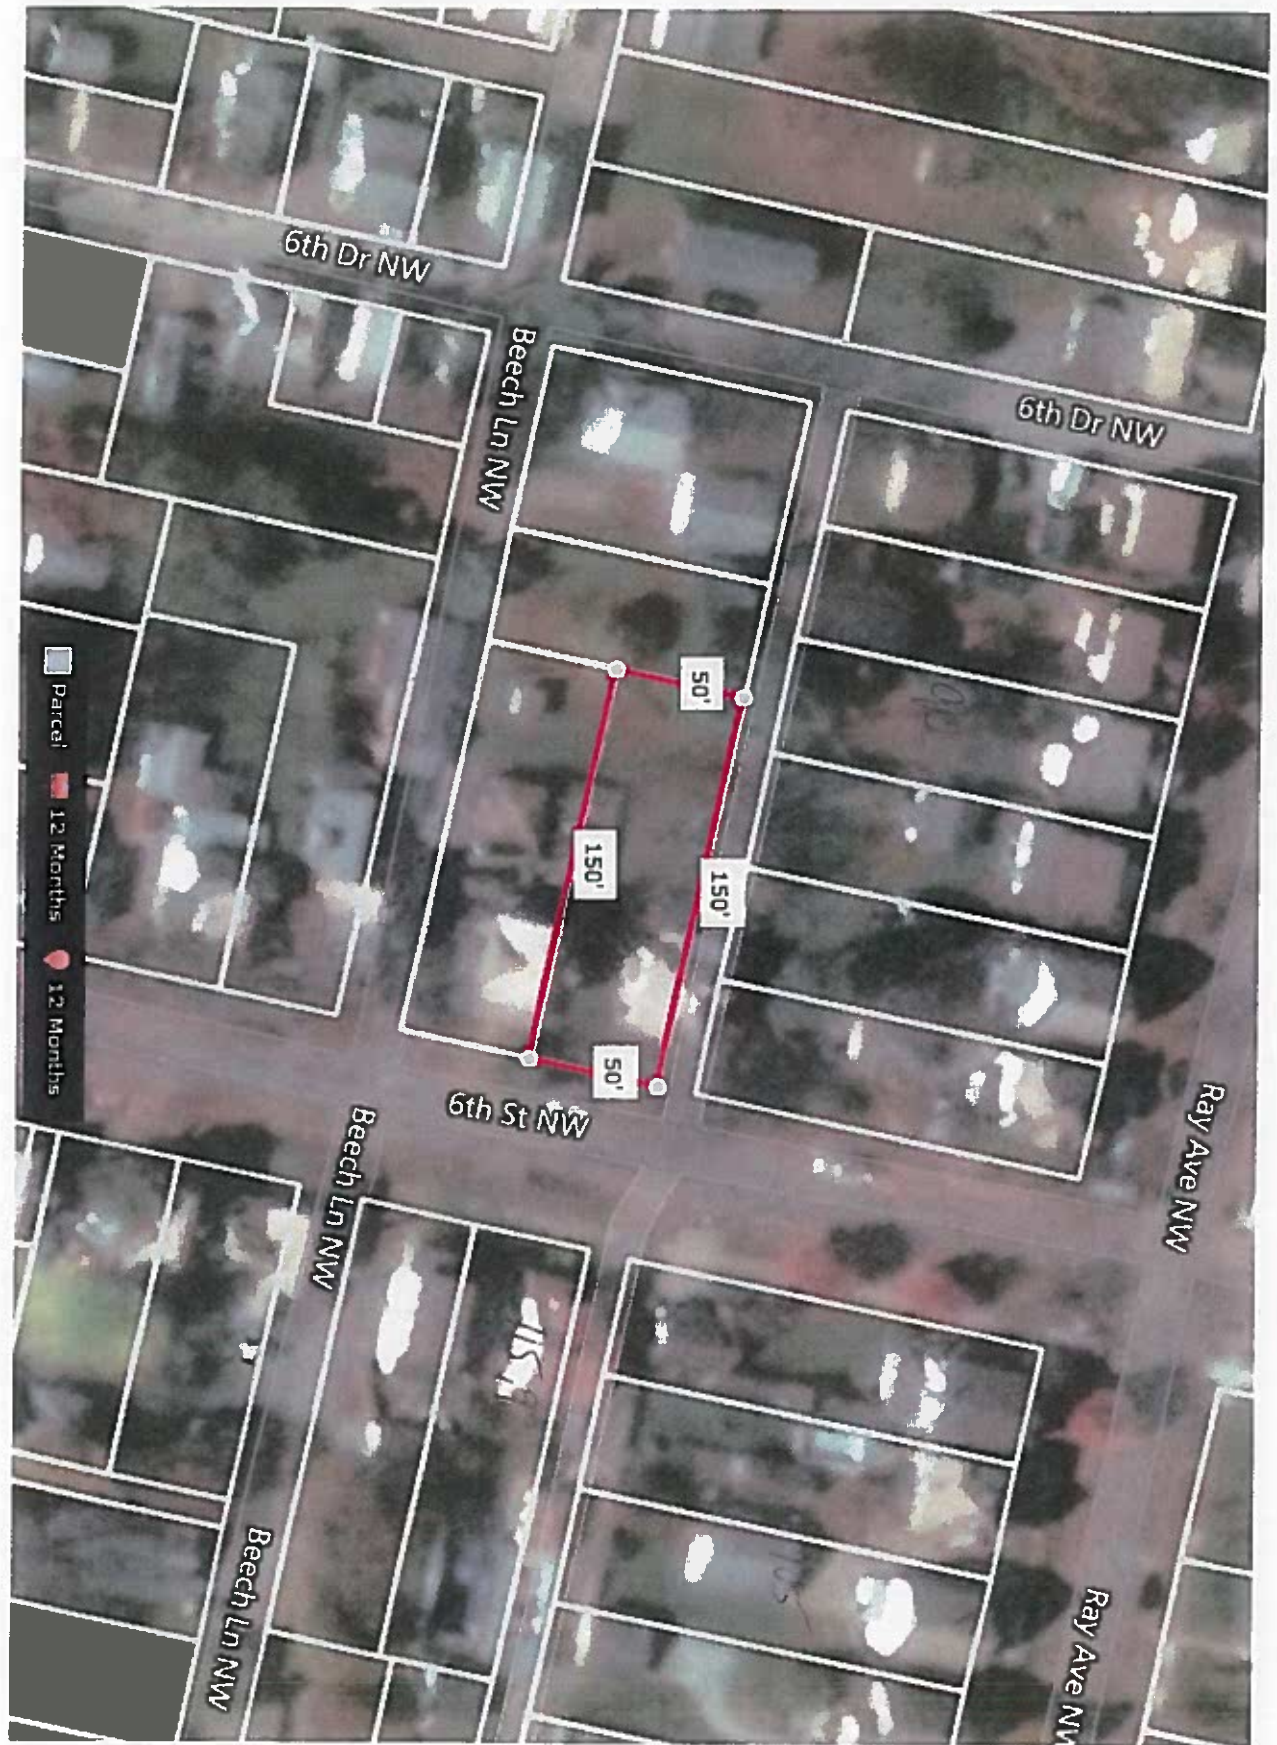 6th Dr NW
6th Dr NW
Beech Ln NW
50'
150'
150'
50'
6th St NW
Ray Ave NW
Beech Ln NW
Beech Ln NW
Ray Ave N
Parcel 12 Months 12 Months